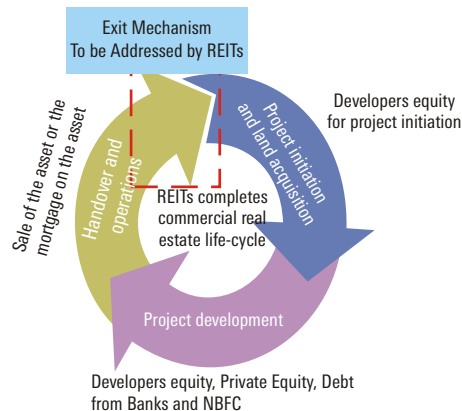 Exit Mechanism
To be Addressed by REITs
Project initiation
and land acquisition
Developers equity
for project initiation
Sale of the asset or the
mortgage on the asset
Handover and
operations
REITs completes
commercial real
estate life-cycle
Project development
Developers equity, Private Equity, Debt
from Banks and NBFC